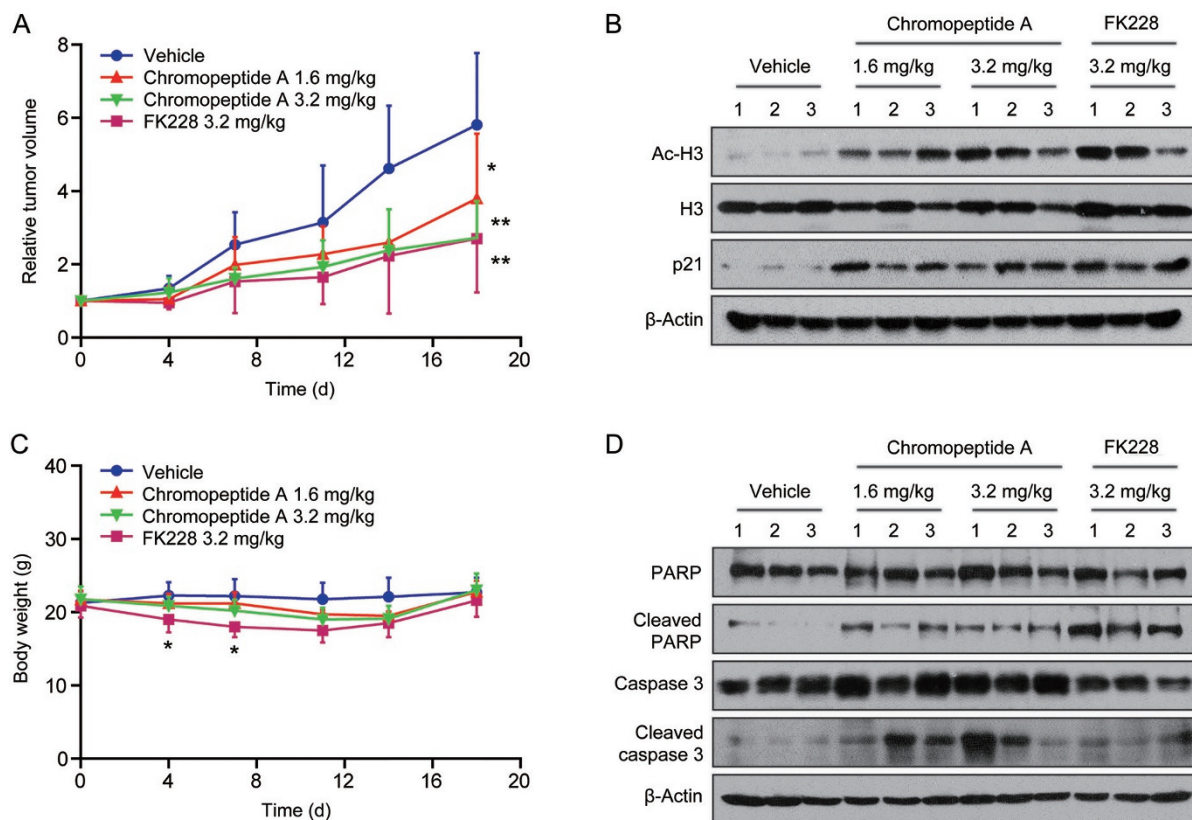 A
Vehicle
Chromopeptide A 1.6 mg/kg
Chromopeptide A 3.2 mg/kg
FK228 3.2 mg/kg
8
6
4
2
0
Relative tumor volume
*
**
**
0 4 8 12 16 20
Time (d)
B
Chromopeptide A FK228
Vehicle 1.6 mg/kg 3.2 mg/kg 3.2 mg/kg
1 2 3 1 2 3 1 2 3 1 2 3
Ac-H3
H3
p21
β-Actin
C
Vehicle
Chromopeptide A 1.6 mg/kg
Chromopeptide A 3.2 mg/kg
FK228 3.2 mg/kg
40
30
20
10
0
Body weight (g)
* *
0 4 8 12 16 20
Time (d)
D
Chromopeptide A FK228
Vehicle 1.6 mg/kg 3.2 mg/kg 3.2 mg/kg
1 2 3 1 2 3 1 2 3 1 2 3
PARP
Cleaved
PARP
Caspase 3
Cleaved
caspase 3
β-Actin